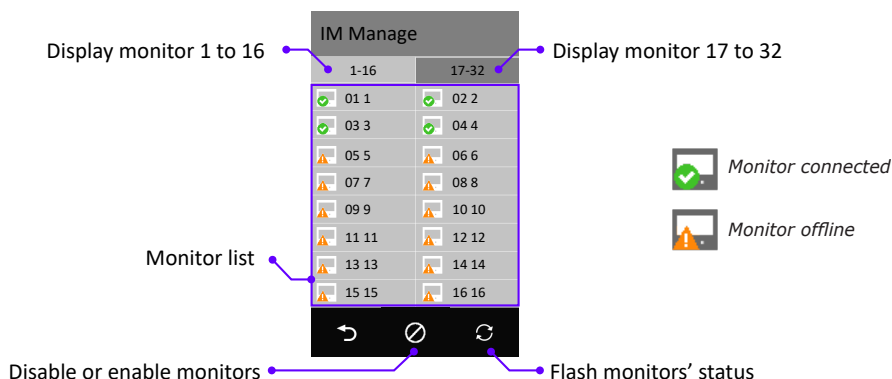 IM Manage
Display monitor 1 to 16
Display monitor 17 to 32
1-16 17-32
01 1 02 2
03 3 04 4
05 5 06 6
07 7 08 8
09 9 10 10
11 11 12 12
13 13 14 14
15 15 16 16
Monitor connected
Monitor offline
Monitor list
Disable or enable monitors
Flash monitors' status